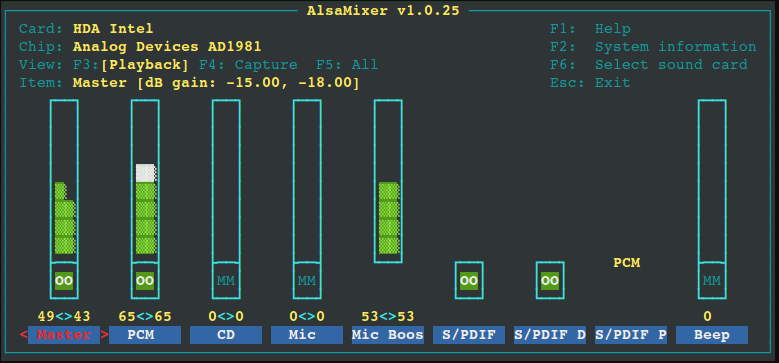 AlsaMixer v1.0.25
Card: HDA Intel F1: Help
Chip: Analog Devices AD1981 F2: System information
View: F3:[Playback] F4: Capture F5: All F6: Select sound card
Item: Master [dB gain: -15.00, -18.00] Esc: Exit
PCM
OO OO MM MM OO OO MM
49<>43 65<>65 0<>0 0<>0 53<>53 0
< Master > PCM CD Mic Mic Boos S/PDIF S/PDIF D S/PDIF P Beep